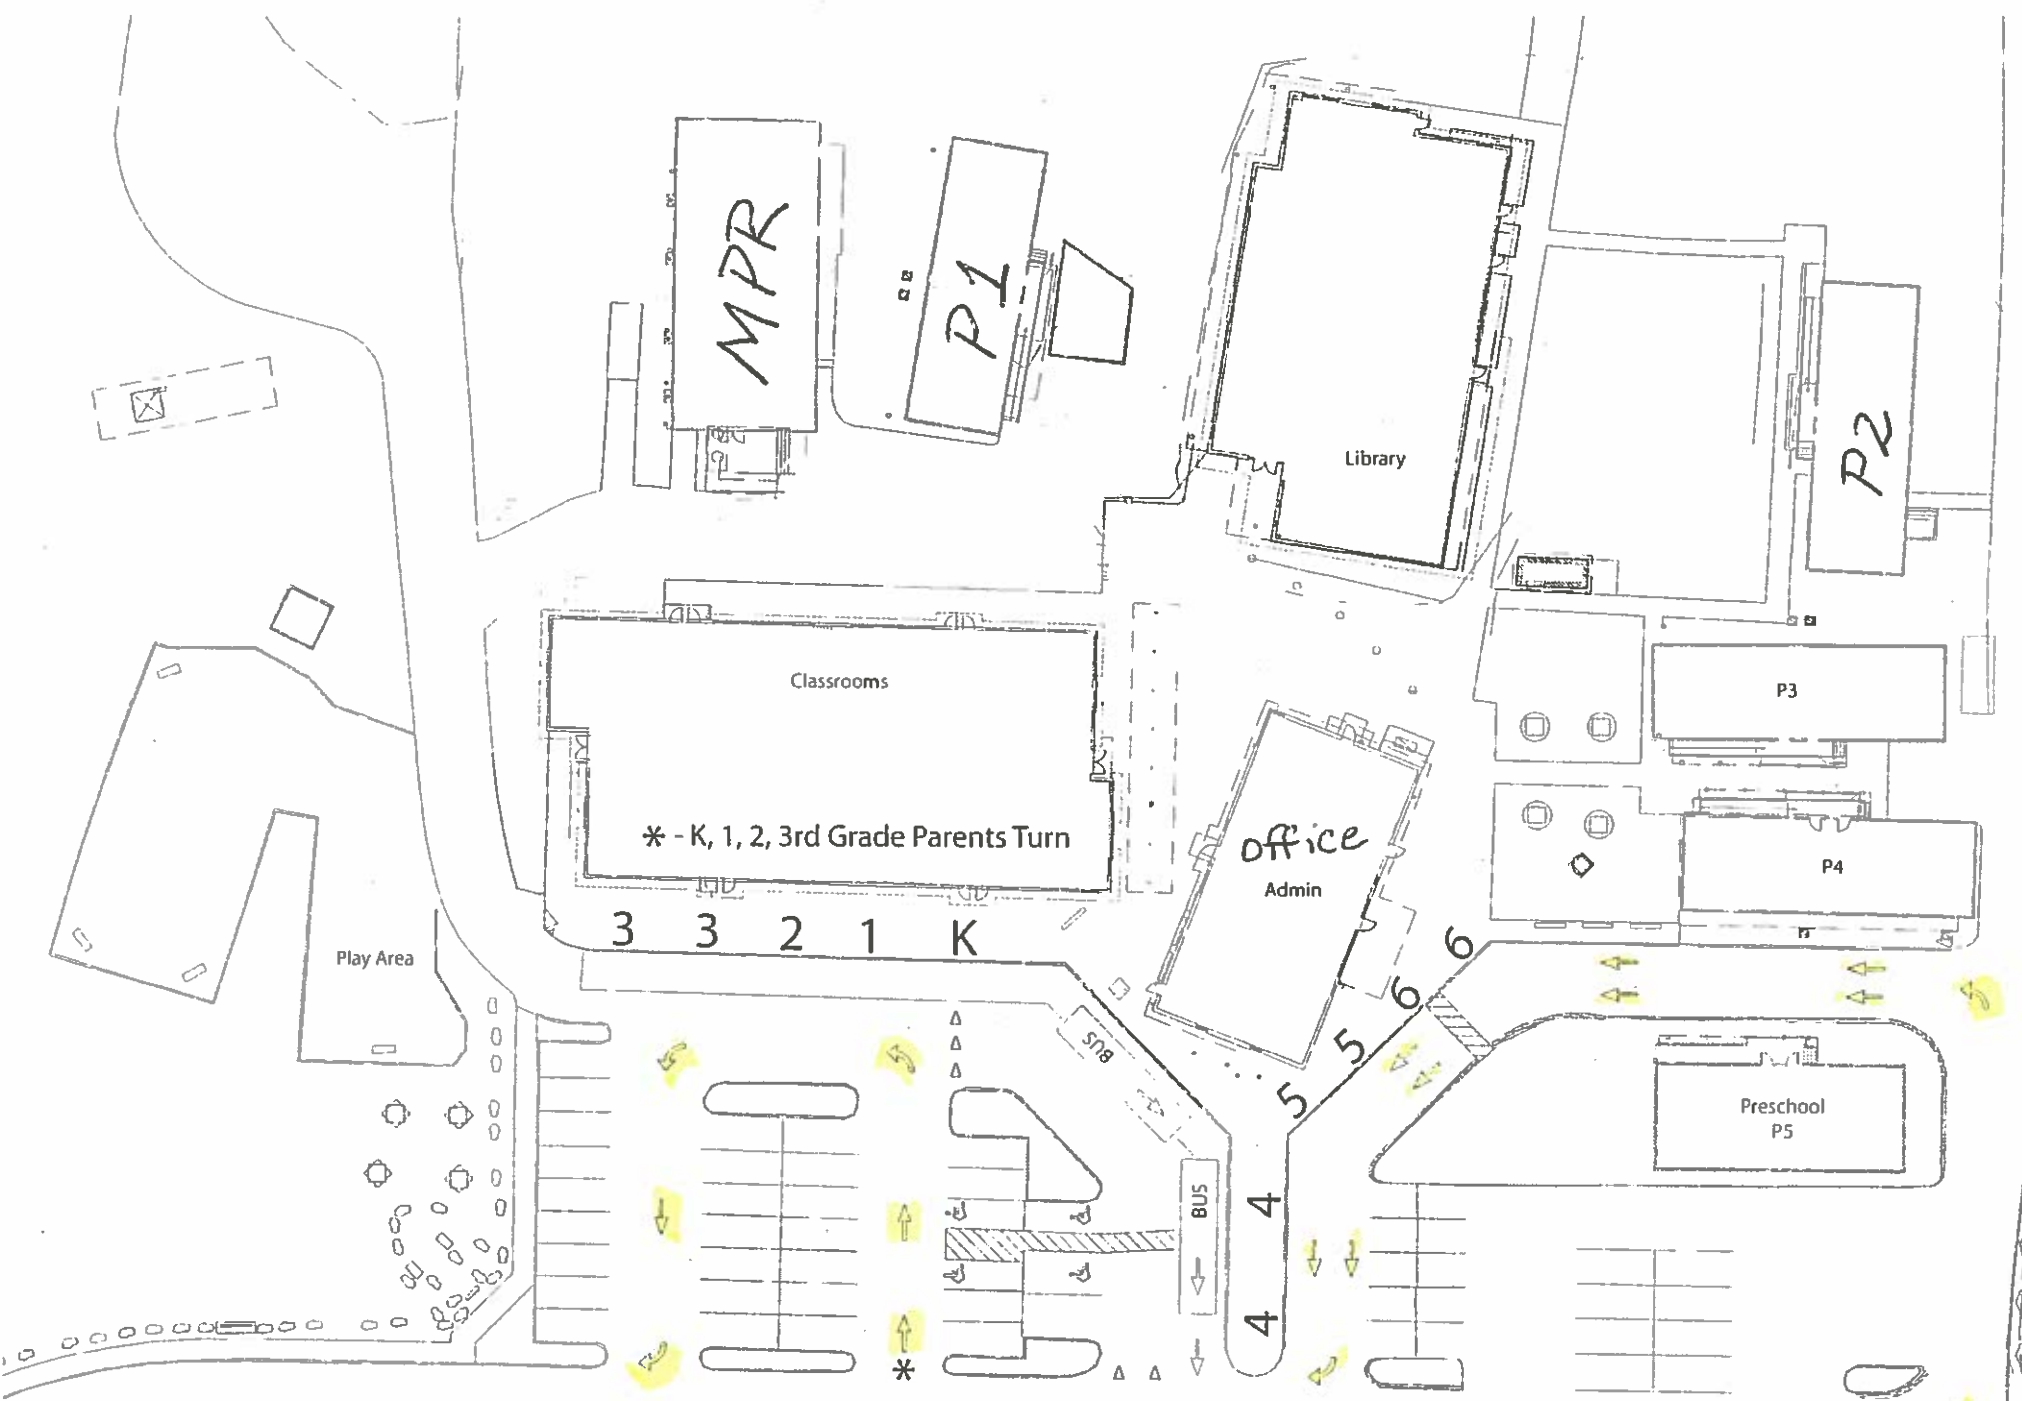 MPR
P1
Library
P2
Classrooms
P3
* - K, 1, 2, 3rd Grade Parents Turn
office
Admin
P4
3 3 2 1 K
6
6
5
5
Play Area
BUS
Preschool
P5
BUS
4
4
*